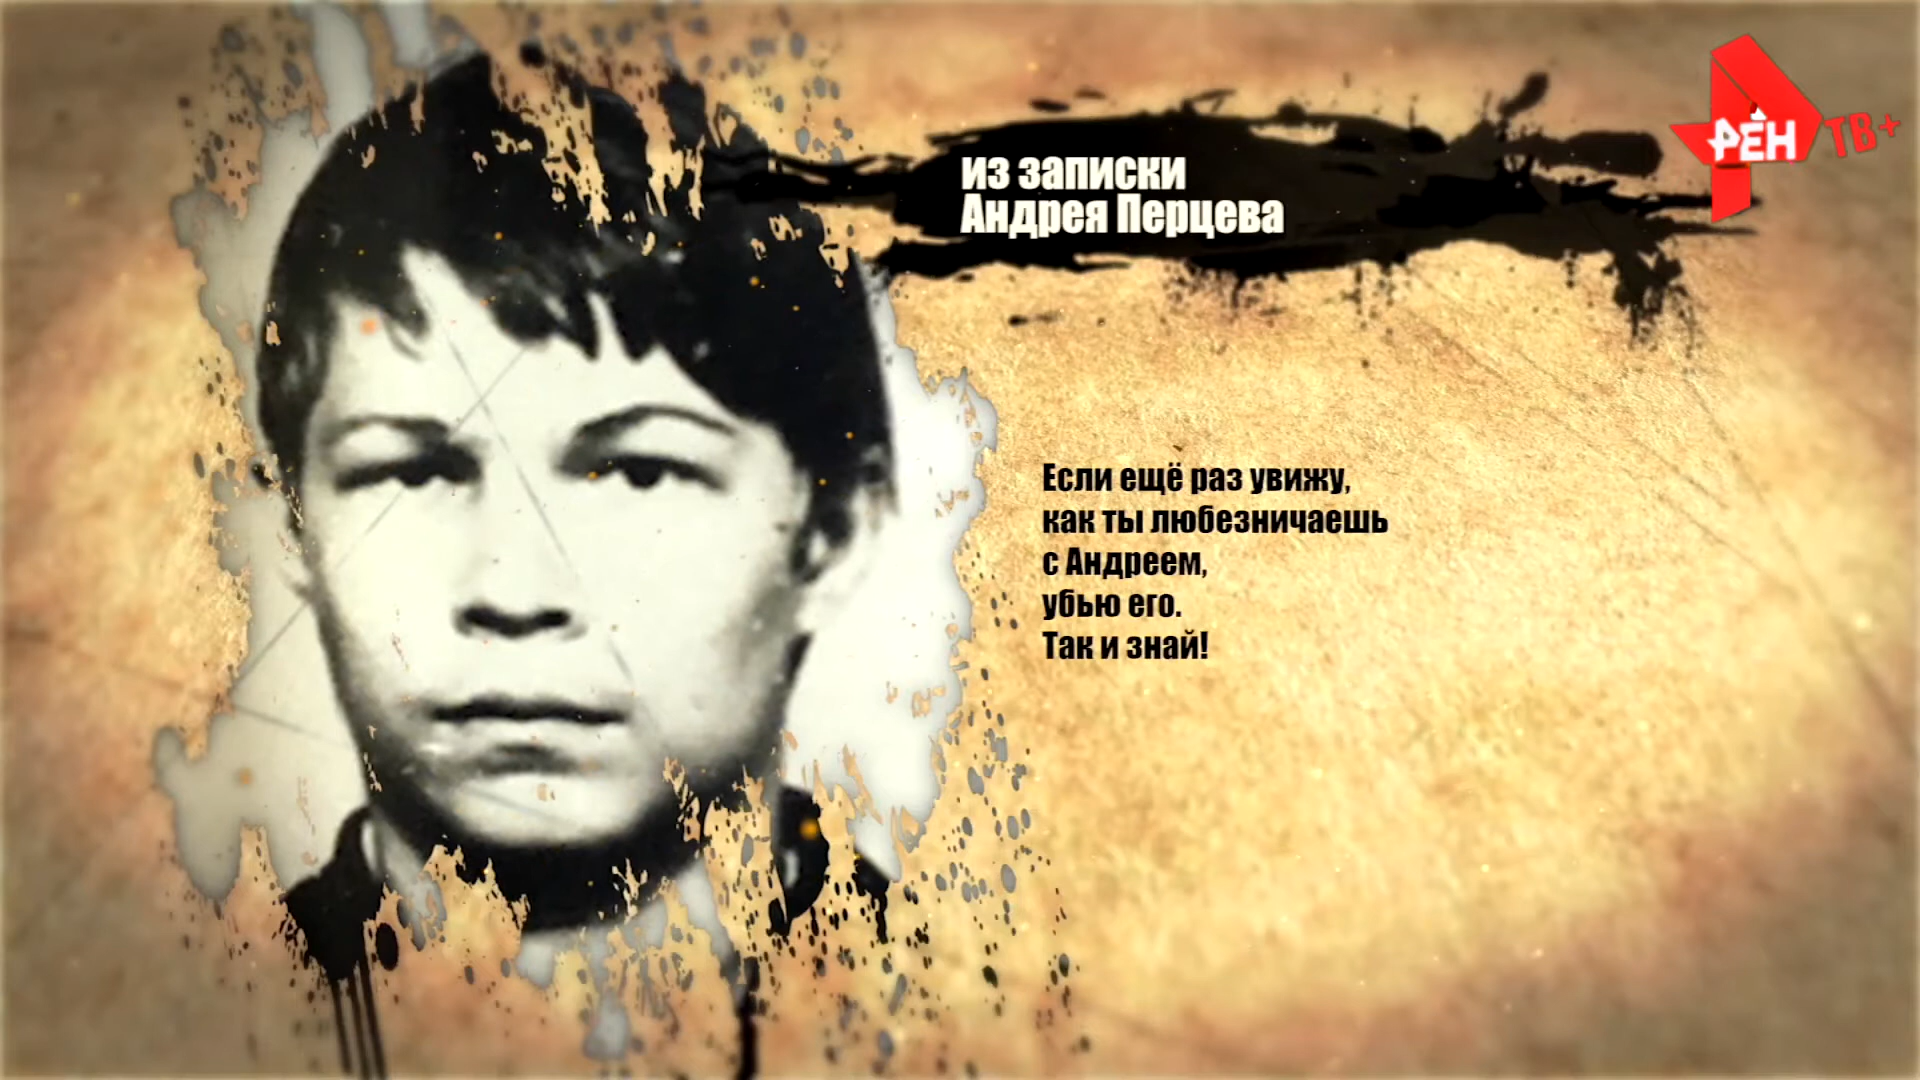 из записки
Андрея Перцева
РЕН ТВ+
Если ещё раз увижу,
как ты любезничаешь
с Андреем,
убью его.
Так и знай!